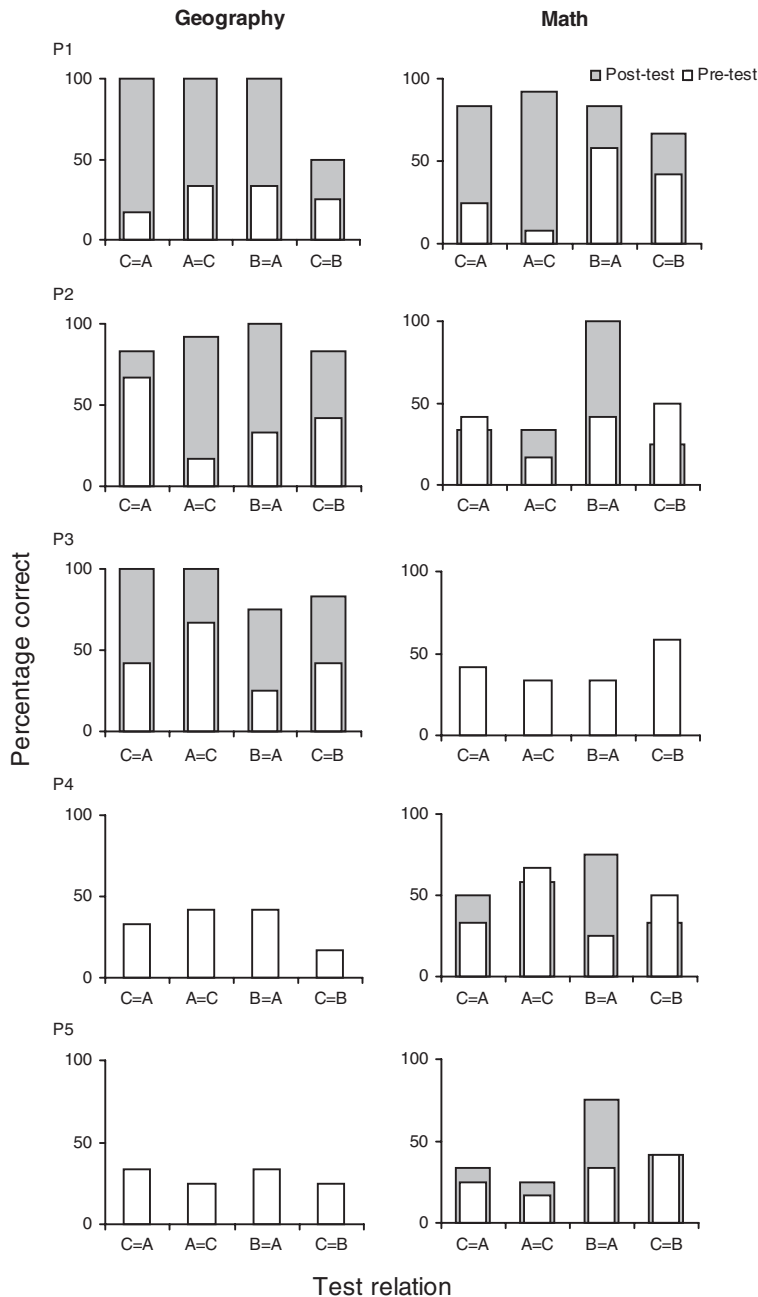 Geography Math
P1
Post-test Pre-test
100
50
0
C=A A=C B=A C=B
100
50
0
C=A A=C B=A C=B
P2
100
50
0
C=A A=C B=A C=B
100
50
0
C=A A=C B=A C=B
P3
100
50
0
C=A A=C B=A C=B
100
50
0
C=A A=C B=A C=B
P4
100
50
0
C=A A=C B=A C=B
100
50
0
C=A A=C B=A C=B
P5
100
50
0
C=A A=C B=A C=B
100
50
0
C=A A=C B=A C=B
Percentage correct
Test relation